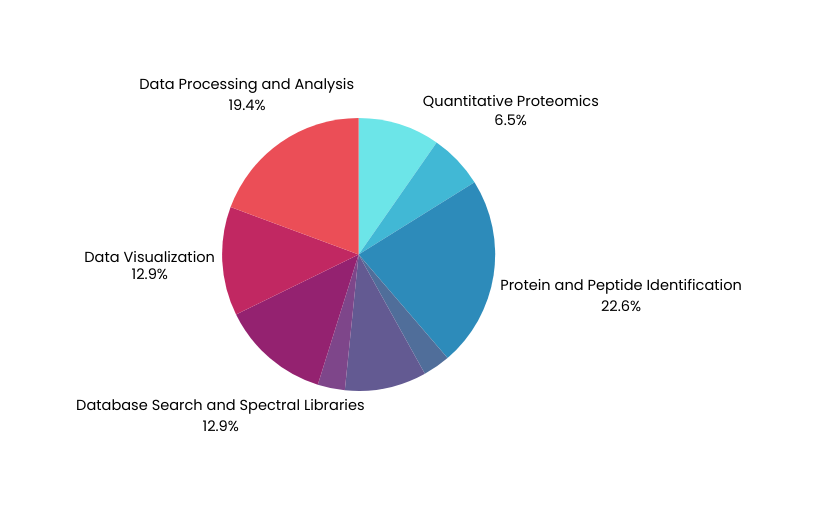 Data Processing and Analysis
19.4%
Quantitative Proteomics
6.5%
Protein and Peptide Identification
22.6%
Data Visualization
12.9%
Database Search and Spectral Libraries
12.9%